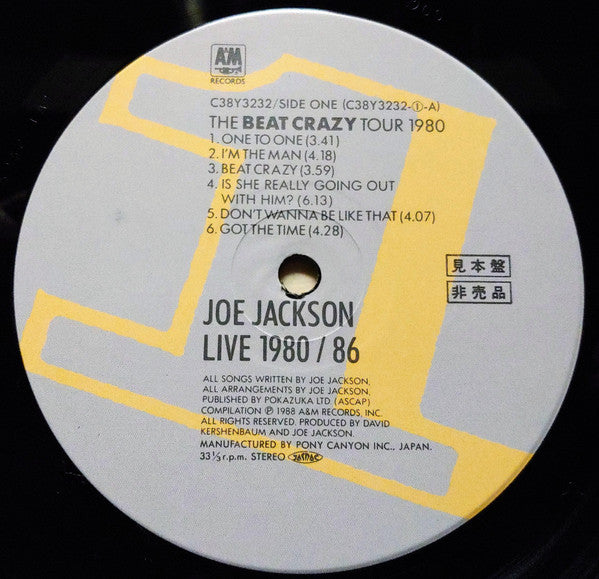 A&M
RECORDS
C38Y3232/SIDE ONE (C38Y3232-①-A)
THE BEAT CRAZY TOUR 1980
1. ONE TO ONE (3.41)
2. I'M THE MAN (4.18)
3. BEAT CRAZY (3.59)
4. IS SHE REALLY GOING OUT
WITH HIM? (6.13)
5. DON'T WANNA BE LIKE THAT (4.07)
6. GOT THE TIME (4.28)
見本盤
非売品
JOE JACKSON
LIVE 1980/86
ALL SONGS WRITTEN BY JOE JACKSON,
ALL ARRANGEMENTS BY JOE JACKSON,
PUBLISHED BY POKAZUKA LTD. (ASCAP)
COMPILATION ℗ 1988 A&M RECORDS, INC.
ALL RIGHTS RESERVED. PRODUCED BY DAVID
KERSHENBAUM AND JOE JACKSON.
MANUFACTURED BY PONY CANYON INC., JAPAN.
33 ⅓ r.p.m. STEREO JASRAC